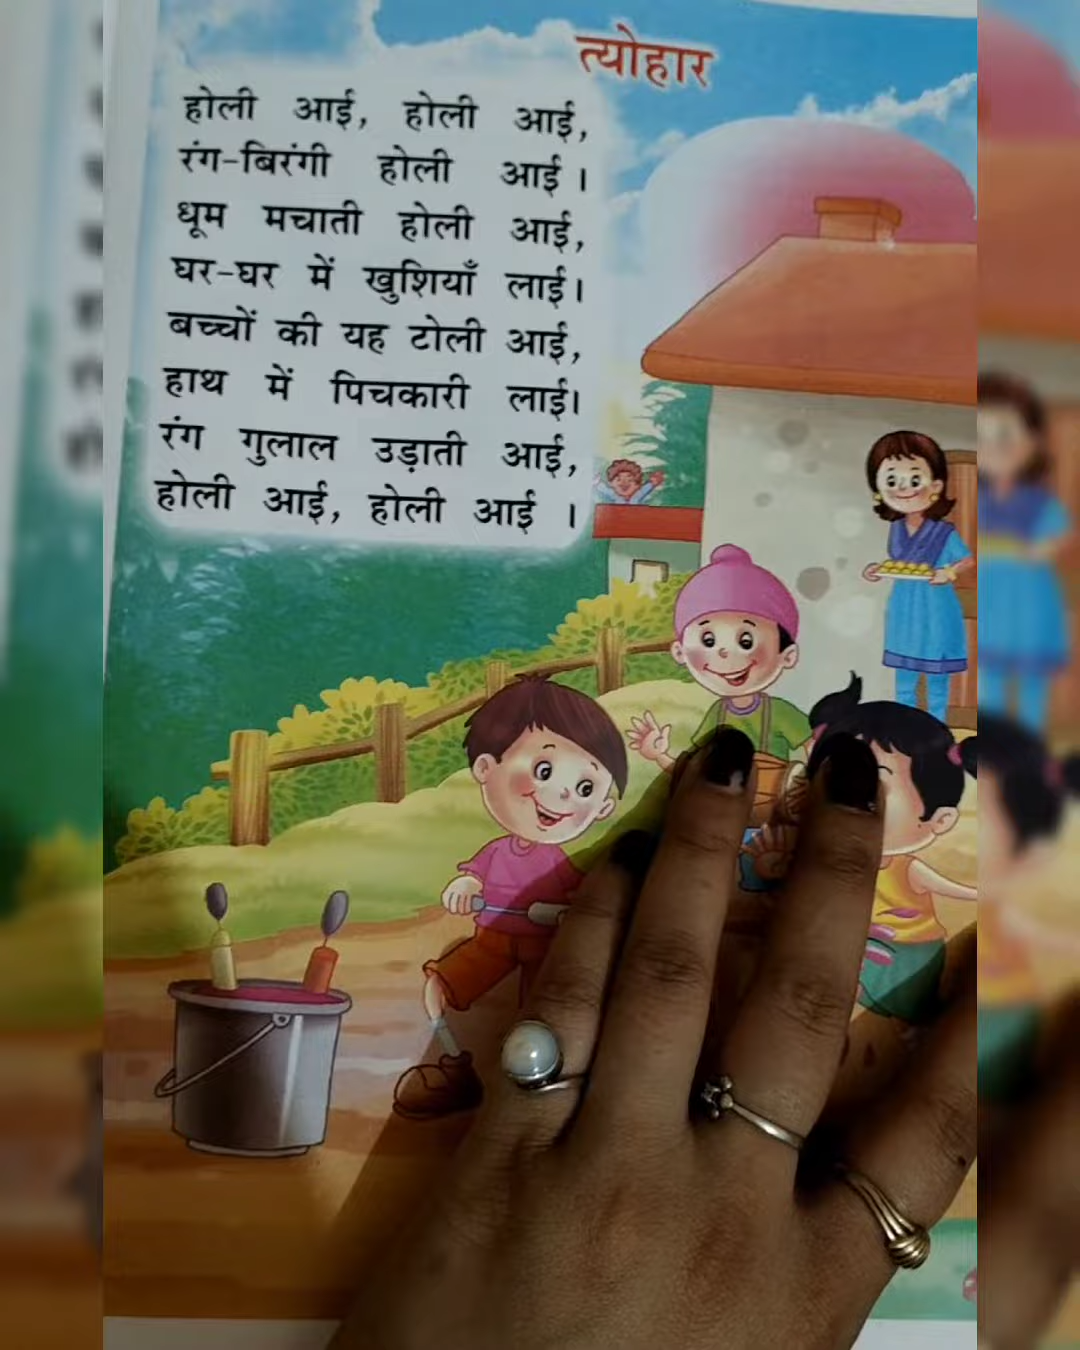 त्योहार
होली आई, होली आई,
रंग-बिरंगी होली आई ।
धूम मचाती होली आई,
घर-घर में खुशियाँ लाई।
बच्चों की यह टोली आई,
हाथ में पिचकारी लाई।
रंग गुलाल उड़ाती आई,
होली आई, होली आई ।